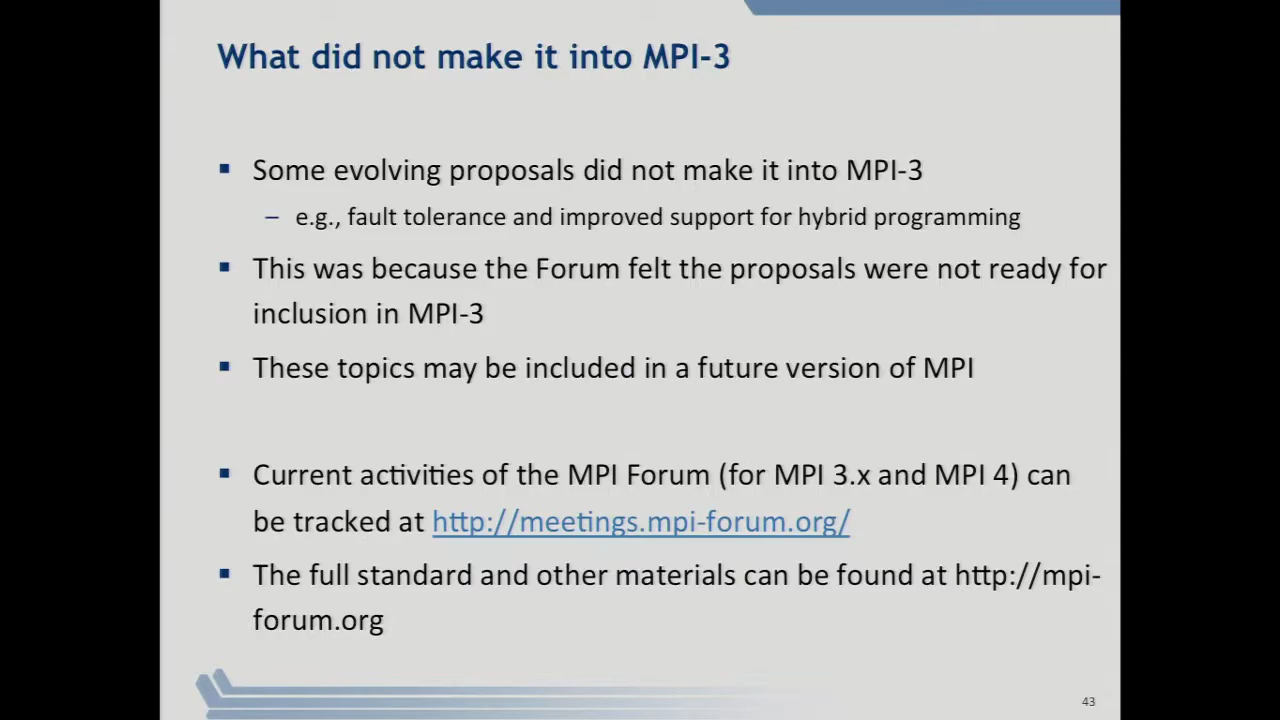 What did not make it into MPI-3
▪ Some evolving proposals did not make it into MPI-3
– e.g., fault tolerance and improved support for hybrid programming
▪ This was because the Forum felt the proposals were not ready for
inclusion in MPI-3
▪ These topics may be included in a future version of MPI
▪ Current activities of the MPI Forum (for MPI 3.x and MPI 4) can
be tracked at http://meetings.mpi-forum.org/
▪ The full standard and other materials can be found at http://mpi-
forum.org
43